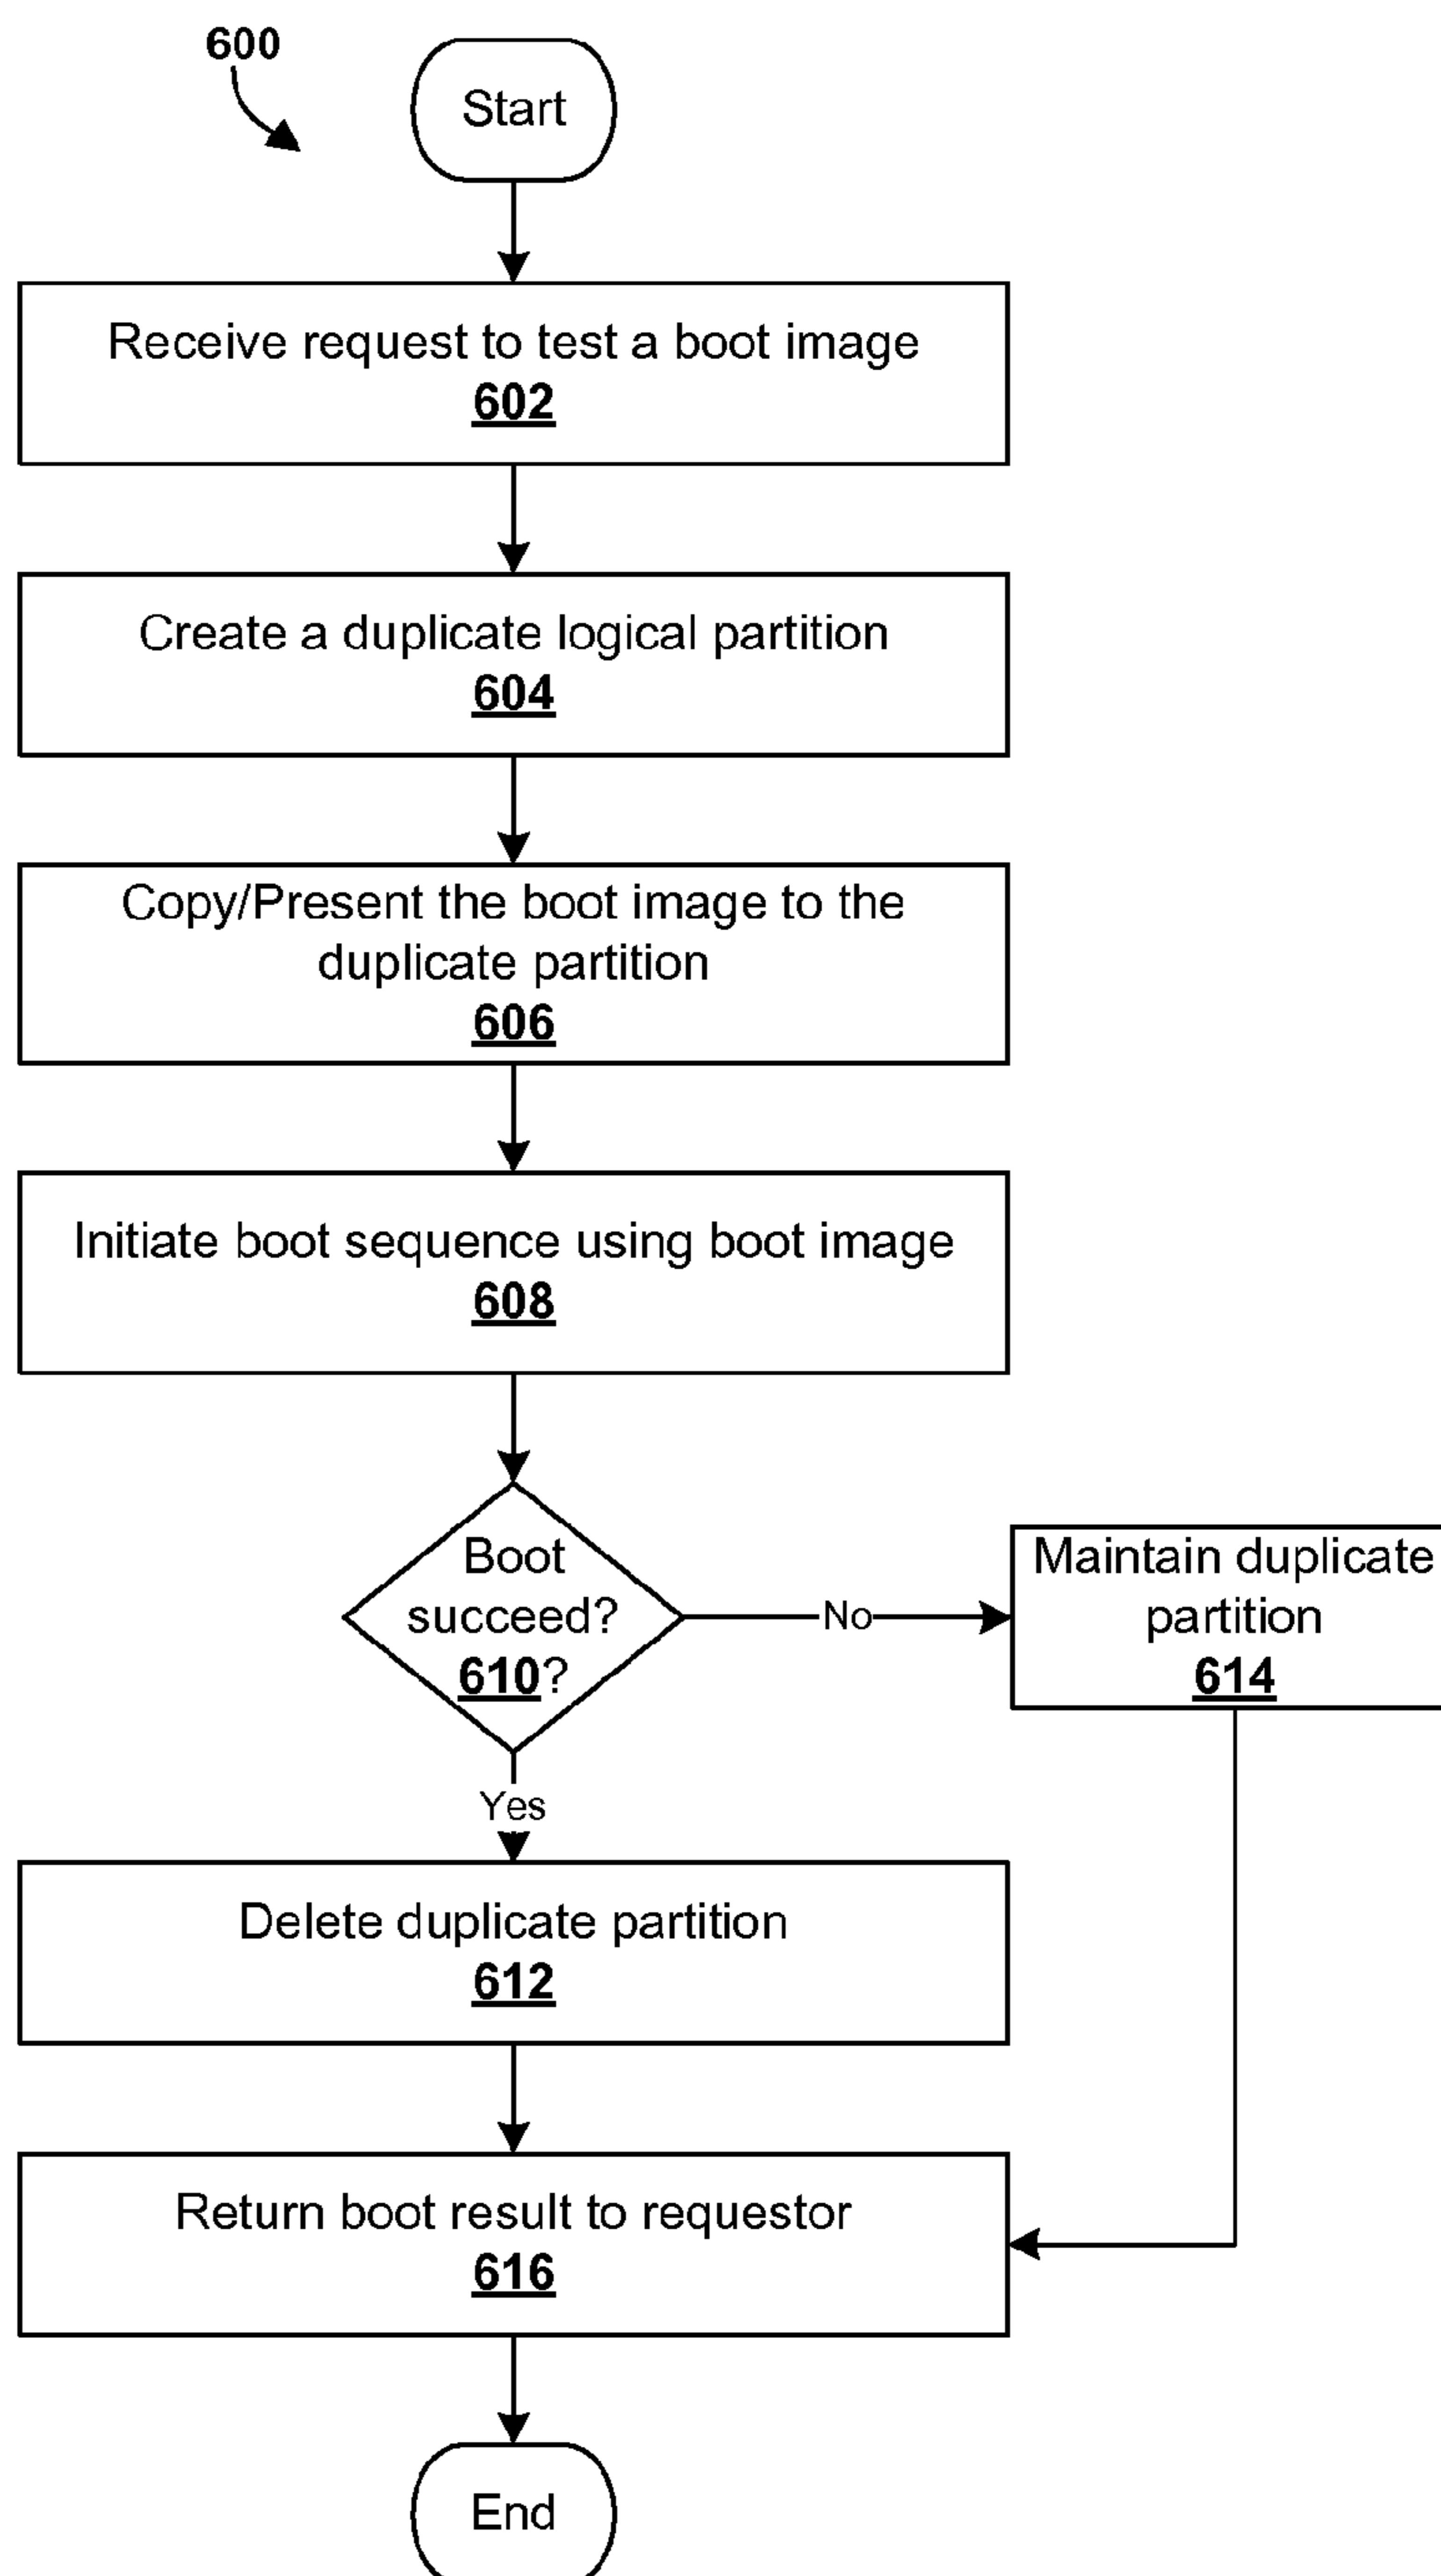 600
Start
Receive request to test a boot image
602
Create a duplicate logical partition
604
Copy/Present the boot image to the
duplicate partition
606
Initiate boot sequence using boot image
608
Boot
succeed?
610?
No
Maintain duplicate
partition
614
Yes
Delete duplicate partition
612
Return boot result to requestor
616
End